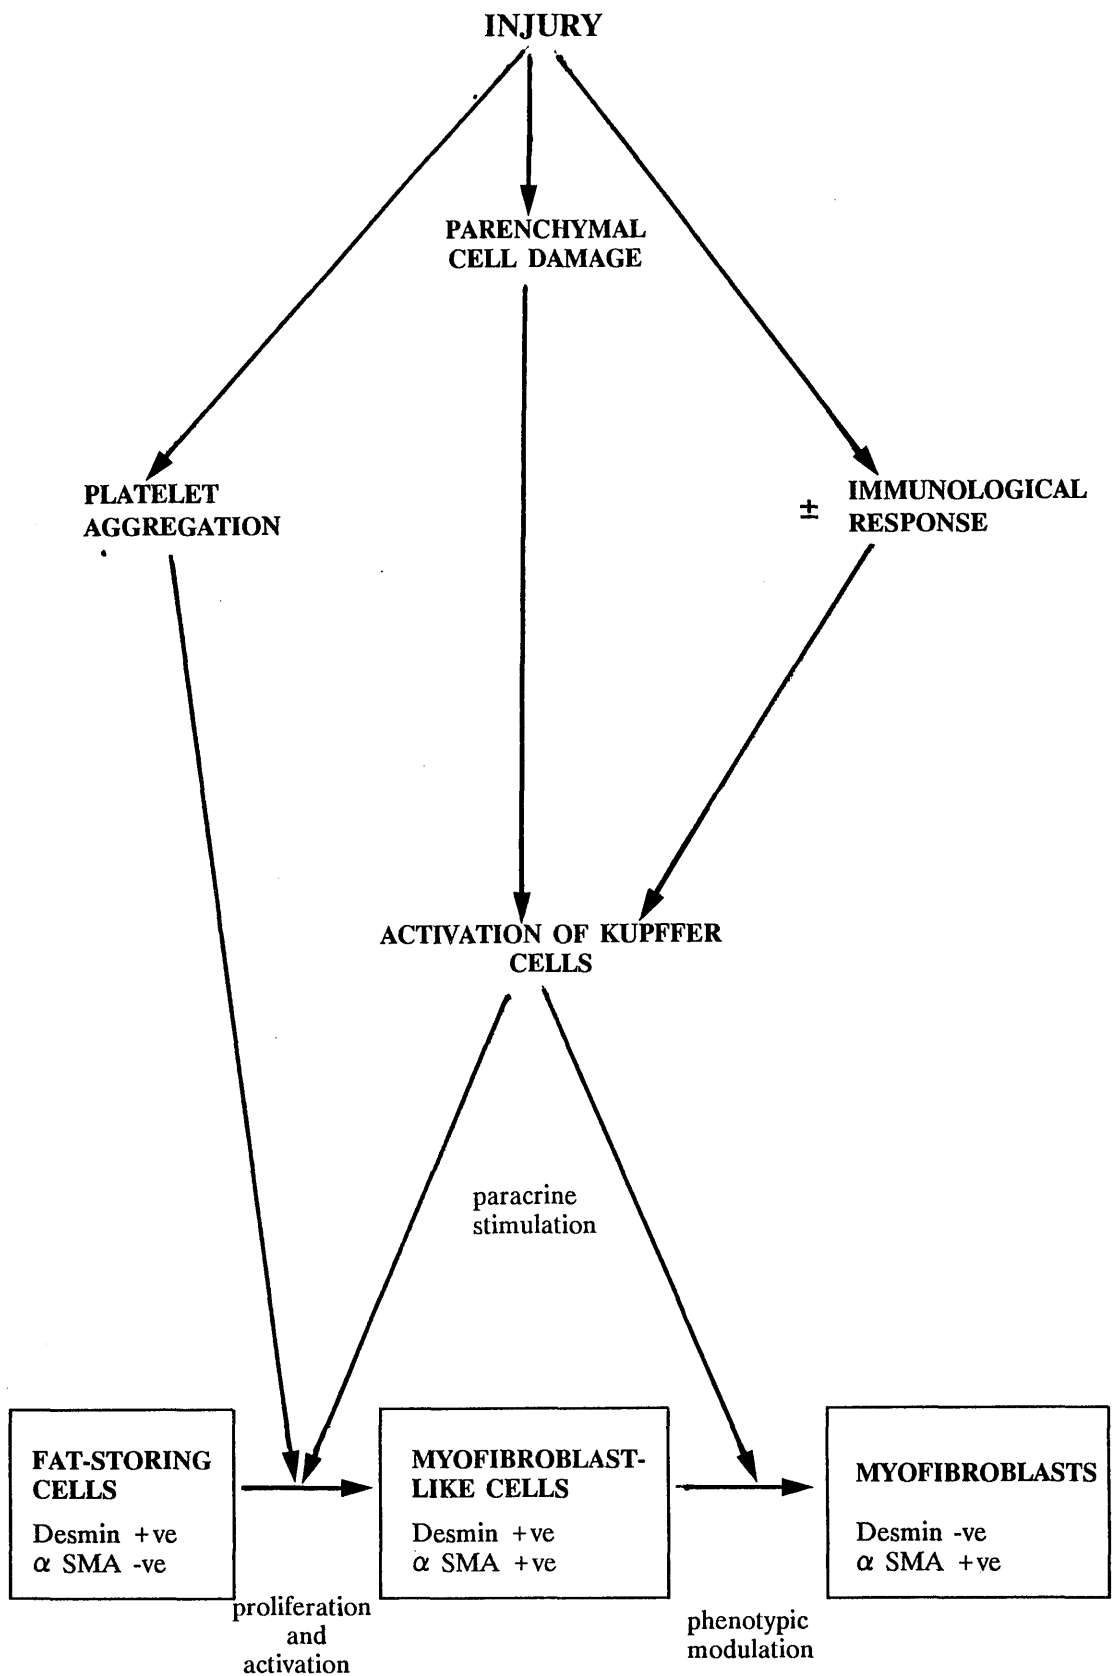 INJURY
PARENCHYMAL
CELL DAMAGE
PLATELET
AGGREGATION
± IMMUNOLOGICAL
RESPONSE
ACTIVATION OF KUPFFER
CELLS
paracrine
stimulation
FAT-STORING
CELLS
Desmin +ve
α SMA -ve
MYOFIBROBLAST-
LIKE CELLS
Desmin +ve
α SMA +ve
MYOFIBROBLASTS
Desmin -ve
α SMA +ve
proliferation
and
activation
phenotypic
modulation